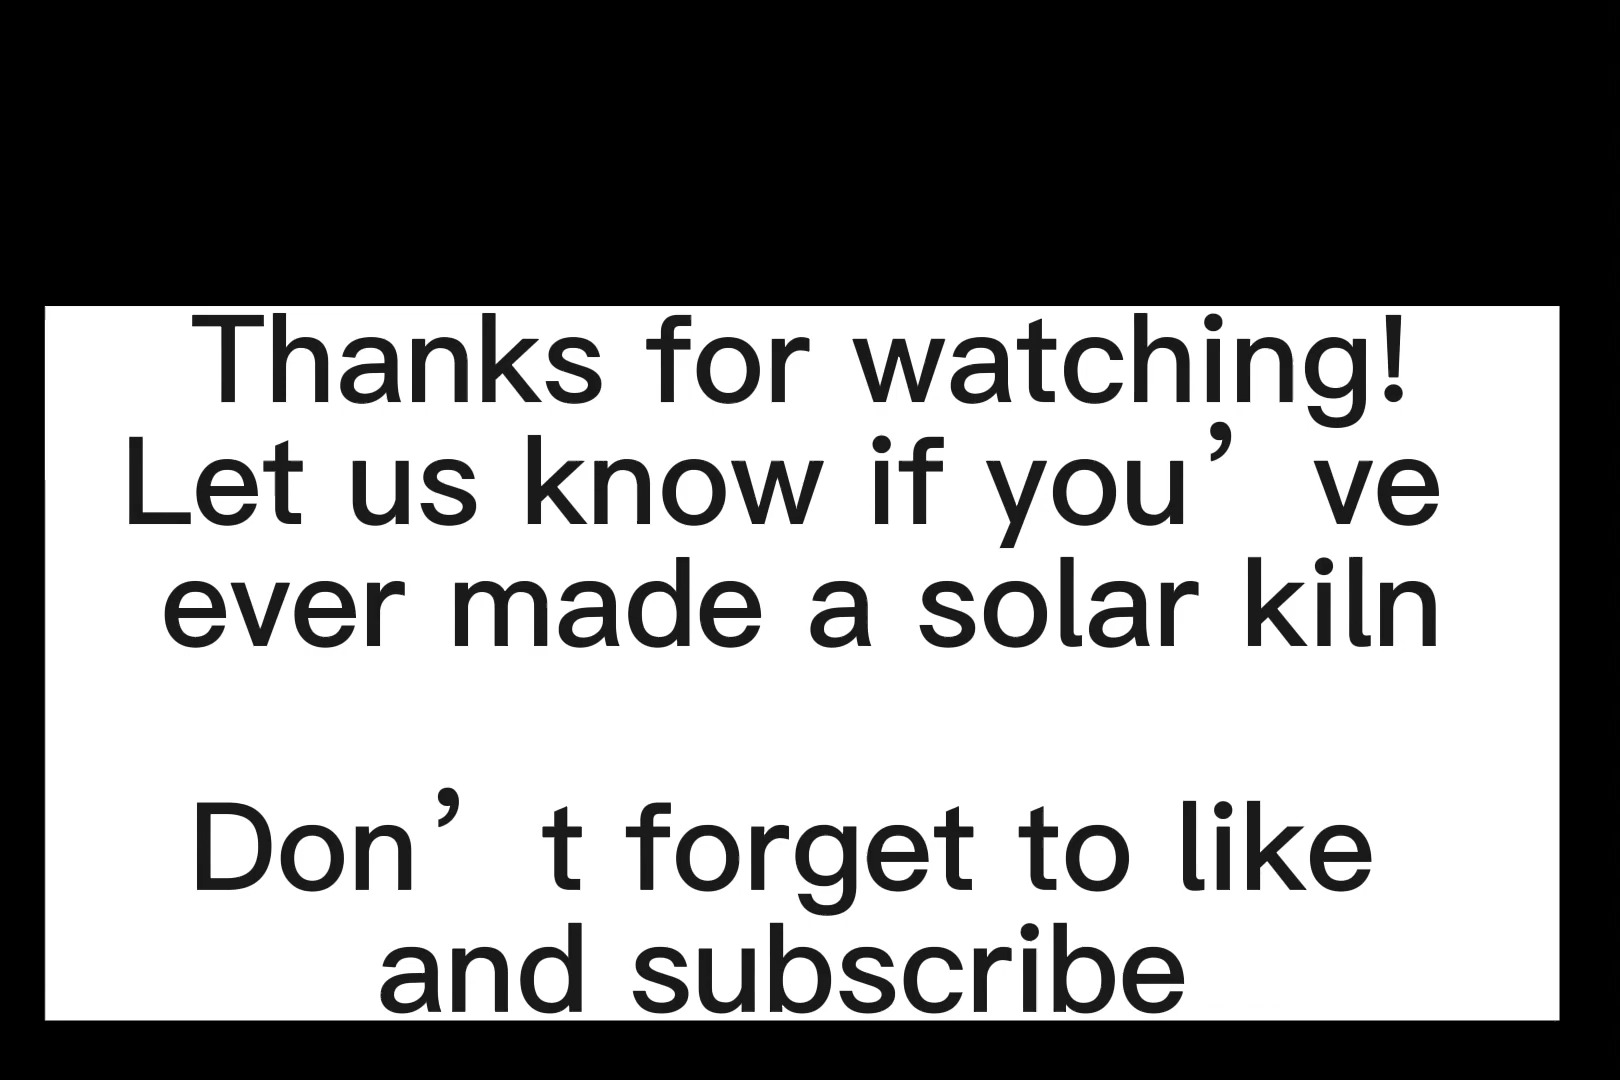 Thanks for watching!
Let us know if you’ve
ever made a solar kiln
Don’t forget to like
and subscribe